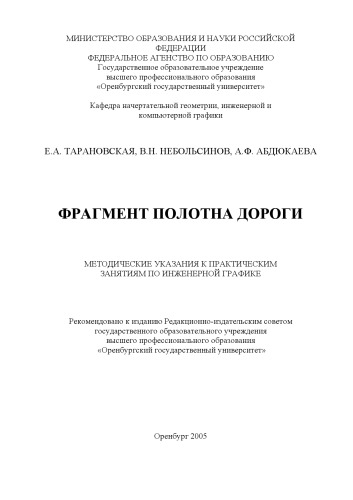 МИНИСТЕРСТВО ОБРАЗОВАНИЯ И НАУКИ РОССИЙСКОЙ
ФЕДЕРАЦИИ
ФЕДЕРАЛЬНОЕ АГЕНСТВО ПО ОБРАЗОВАНИЮ
Государственное образовательное учреждение
высшего профессионального образования
«Оренбургский государственный университет»
Кафедра начертательной геометрии, инженерной и
компьютерной графики
Е.А. ТАРАНОВСКАЯ, В.Н. НЕБОЛЬСИНОВ, А.Ф. АБДЮКАЕВА
ФРАГМЕНТ ПОЛОТНА ДОРОГИ
МЕТОДИЧЕСКИЕ УКАЗАНИЯ К ПРАКТИЧЕСКИМ
ЗАНЯТИЯМ ПО ИНЖЕНЕРНОЙ ГРАФИКЕ
Рекомендовано к изданию Редакционно-издательским советом
государственного образовательного учреждения
высшего профессионального образования
«Оренбургский государственный университет»
Оренбург 2005